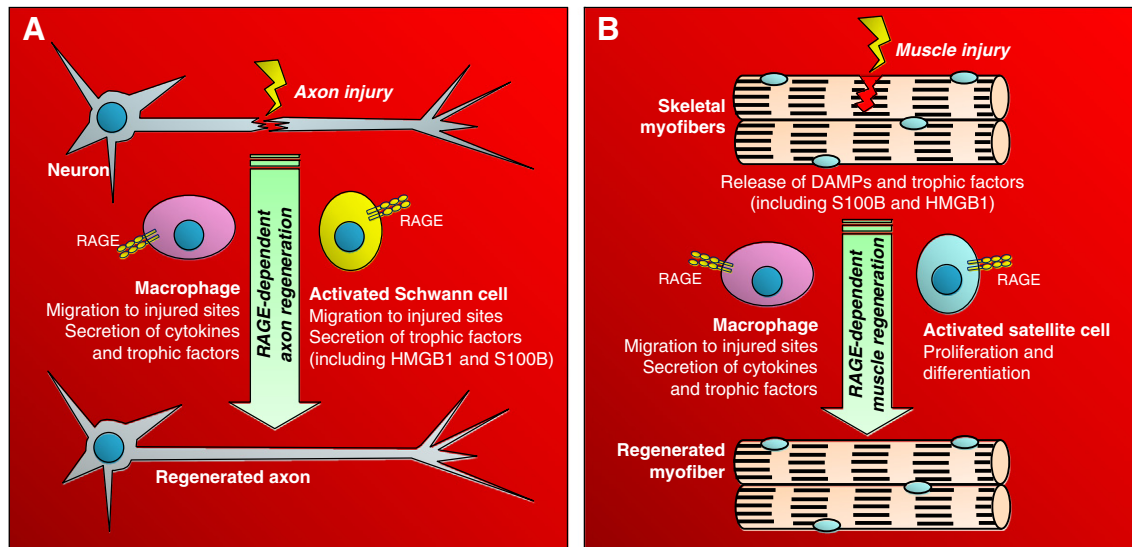 A
Axon injury
Neuron
RAGE
RAGE
RAGE-dependent
axon regeneration
Macrophage
Migration to injured sites
Secretion of cytokines
and trophic factors
Activated Schwann cell
Migration to injured sites
Secretion of trophic factors
(including HMGB1 and S100B)
Regenerated axon
B
Muscle injury
Skeletal
myofibers
Release of DAMPs and trophic factors
(including S100B and HMGB1)
RAGE
RAGE
RAGE-dependent
muscle regeneration
Macrophage
Migration to injured sites
Secretion of cytokines
and trophic factors
Activated satellite cell
Proliferation and
differentiation
Regenerated
myofiber